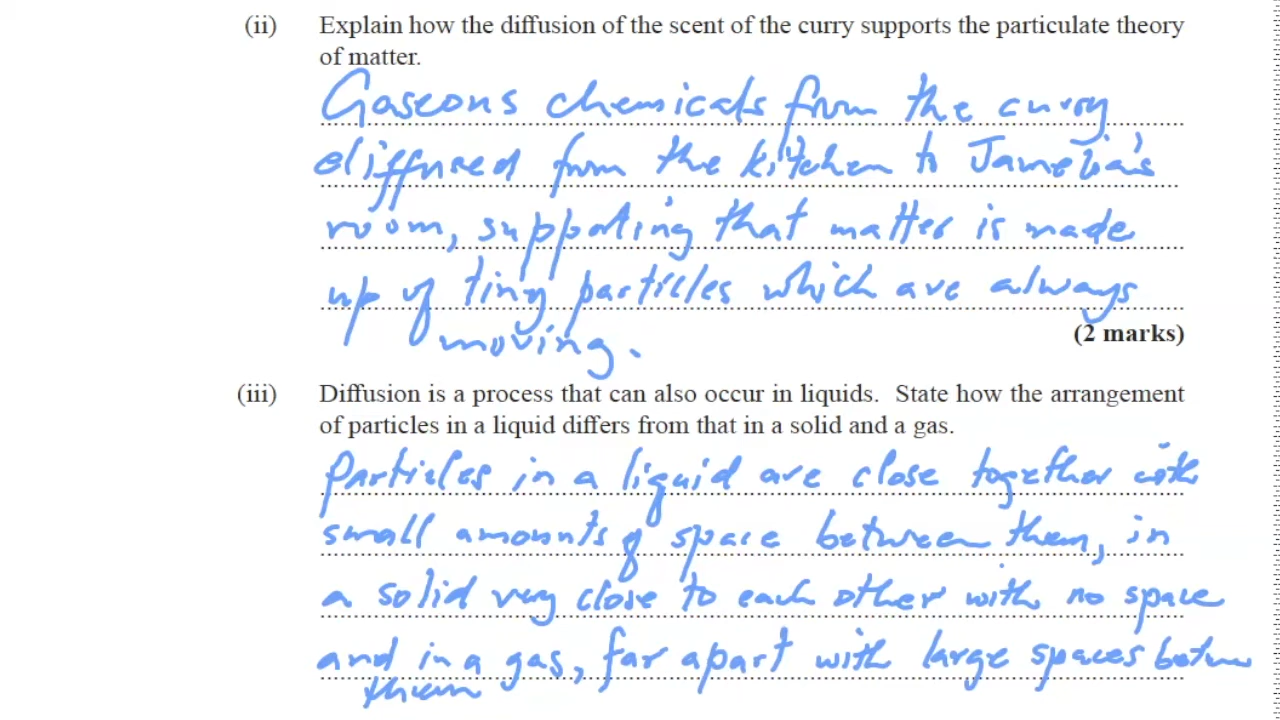 (ii) Explain how the diffusion of the scent of the curry supports the particulate theory
of matter.
Gaseous chemicals from the curry
diffused from the kitchen to Jamelia's
room, supporting that matter is made
up of tiny particles which are always
moving.
(2 marks)
(iii) Diffusion is a process that can also occur in liquids. State how the arrangement
of particles in a liquid differs from that in a solid and a gas.
Particles in a liquid are close together with
small amounts of space between them, in
a solid very close to each other with no space
and in a gas, far apart with large spaces between
them